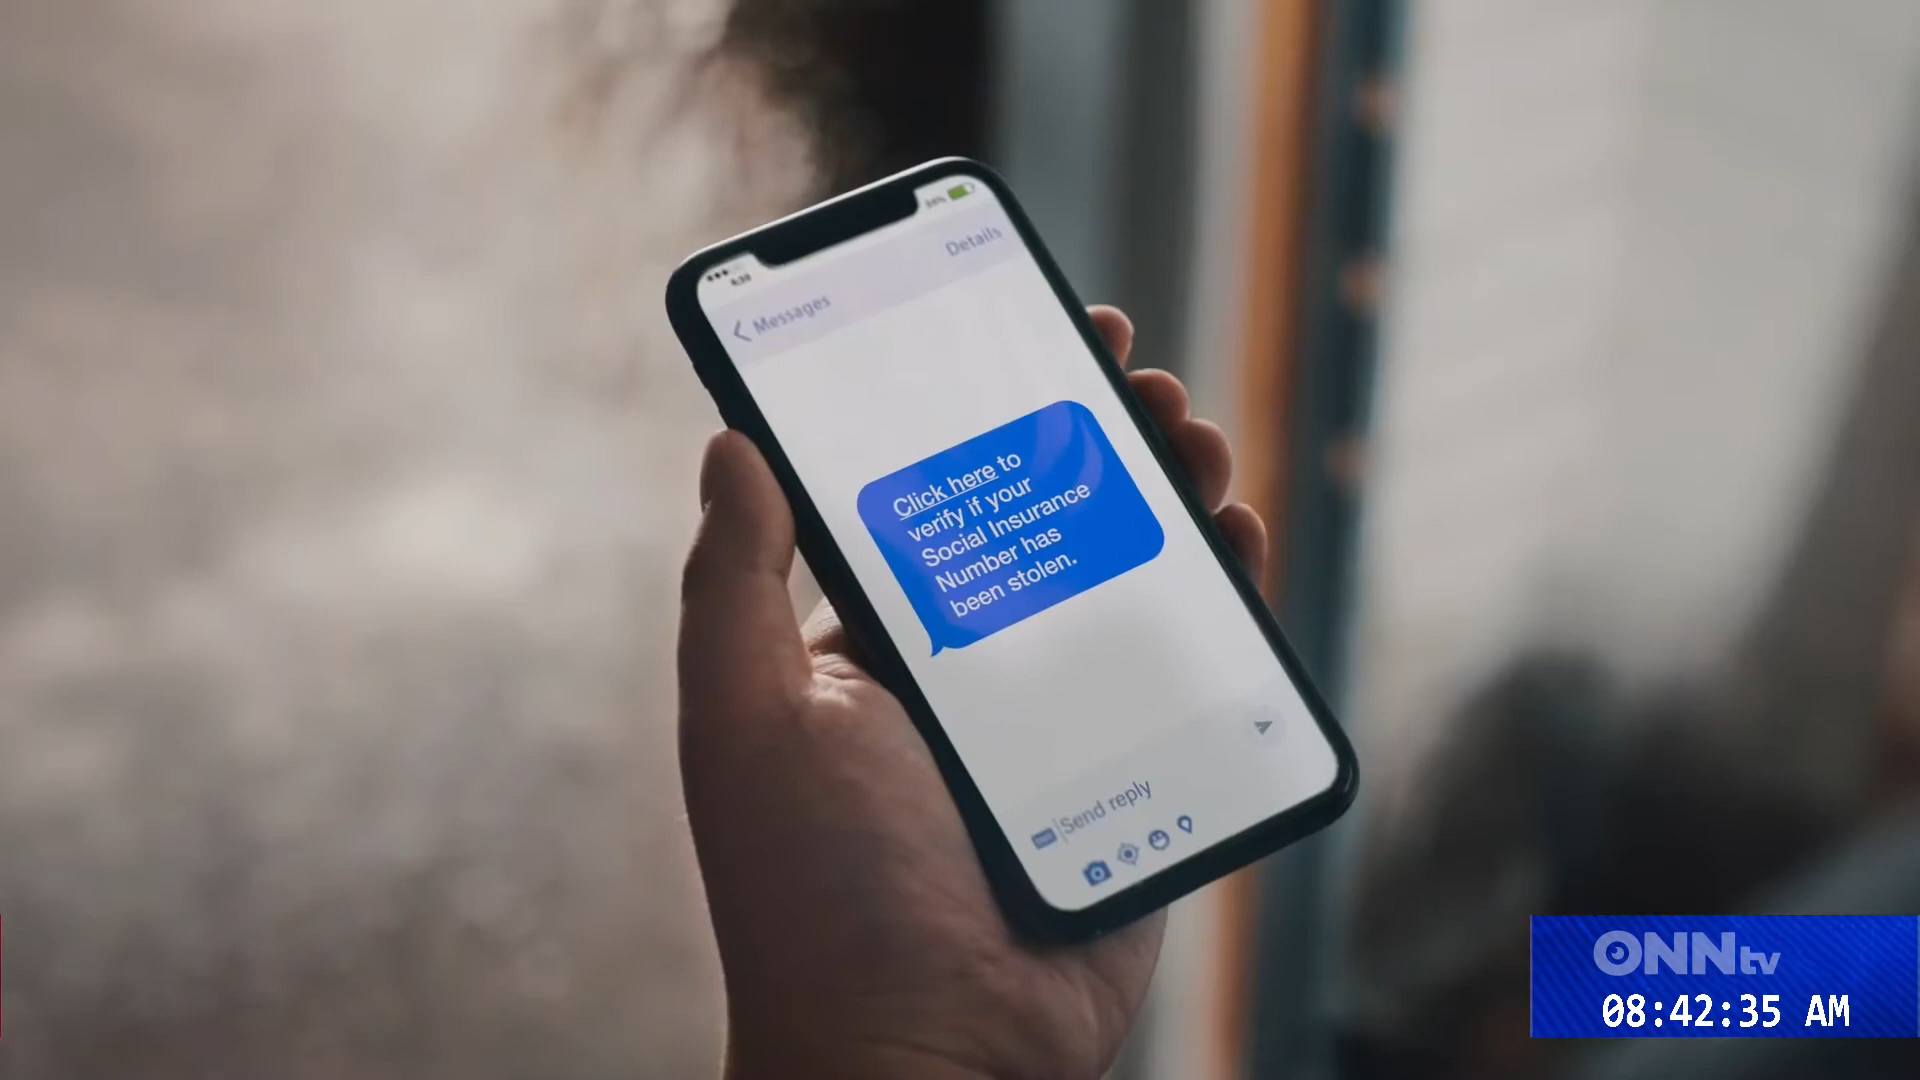 Details
Messages
Click here to
verify if your
Social Insurance
Number has
been stolen.
Send reply
ONNtv
08:42:35 AM